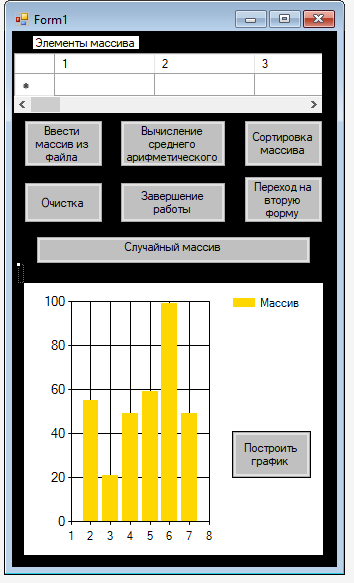 Form1
Элементы массива
1 2 3
Ввести
массив из
файла
Вычисление
среднего
арифметического
Сортировка
массива
Очистка
Завершение
работы
Переход на
вторую
форму
Случайный массив
100
80
60
40
20
0
1 2 3 4 5 6 7 8
Массив
Построить
график